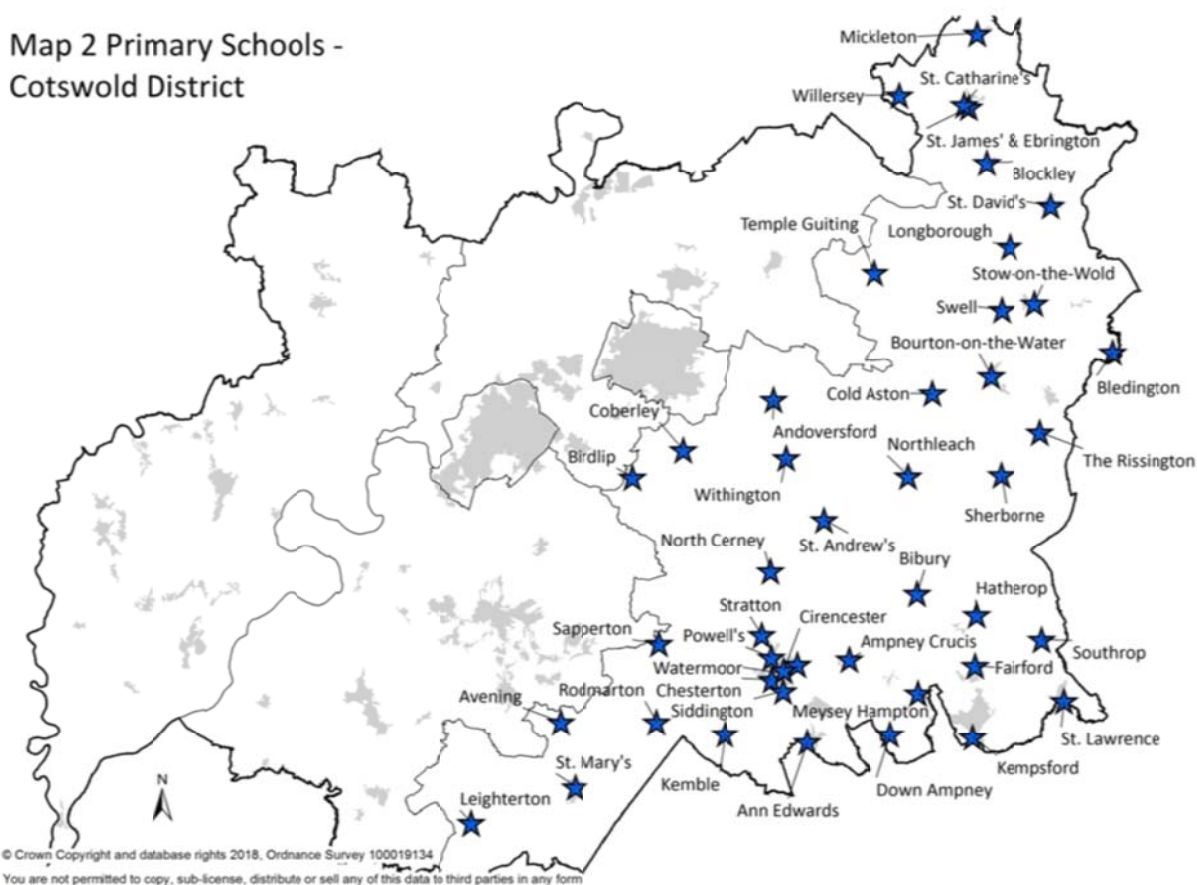 Map 2 Primary Schools -
Cotswold District
Mickleton
St. Catharine's
Willersey
St. James' & Ebrington
Blockley
St. David's
Temple Guiting
Longborough
Stow-on-the-Wold
Swell
Bourton-on-the-Water
Bledington
Cold Aston
Coberley
Andoversford
Northleach
Birdlip
The Rissington
Withington
Sherborne
North Cerney
St. Andrew's
Bibury
Hatherop
Stratton
Cirencester
Sapperton
Powell's
Ampney Crucis
Southrop
Watermoor
Fairford
Avening
Rodmarton
Chesterton
Siddington
Meysey Hampton
St. Lawrence
St. Mary's
Kempsford
N
Kemble
Down Ampney
Leighterton
Ann Edwards
© Crown Copyright and database rights 2018, Ordnance Survey 100019134
You are not permitted to copy, sub-license, distribute or sell any of this data to third parties in any form